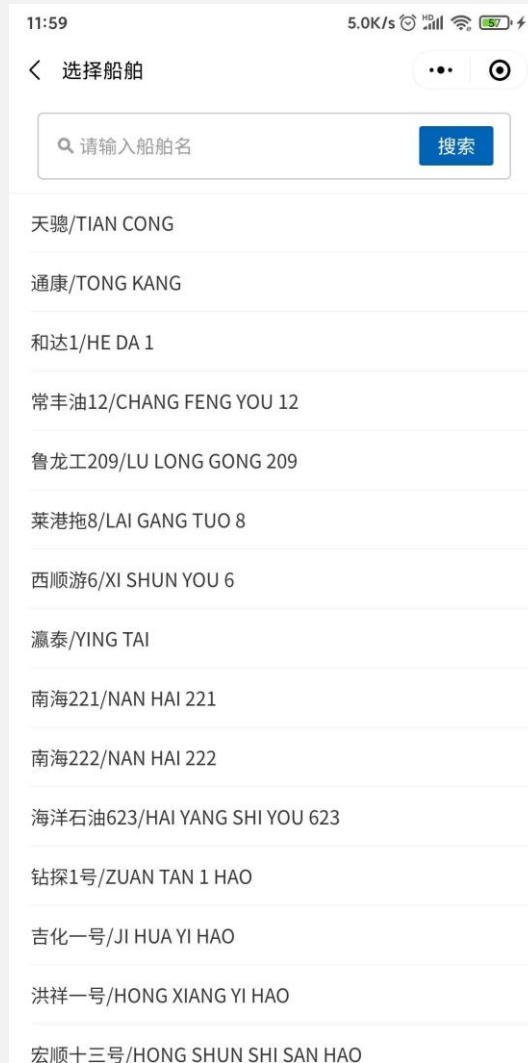 11:59 5.0K/s HD 57
选择船舶
请输入船舶名 搜索
天骢/TIAN CONG
通康/TONG KANG
和达1/HE DA 1
常丰油12/CHANG FENG YOU 12
鲁龙工209/LU LONG GONG 209
莱港拖8/LAI GANG TUO 8
西顺游6/XI SHUN YOU 6
瀛泰/YING TAI
南海221/NAN HAI 221
南海222/NAN HAI 222
海洋石油623/HAI YANG SHI YOU 623
钻探1号/ZUAN TAN 1 HAO
吉化一号/JI HUA YI HAO
洪祥一号/HONG XIANG YI HAO
宏顺十三号/HONG SHUN SHI SAN HAO